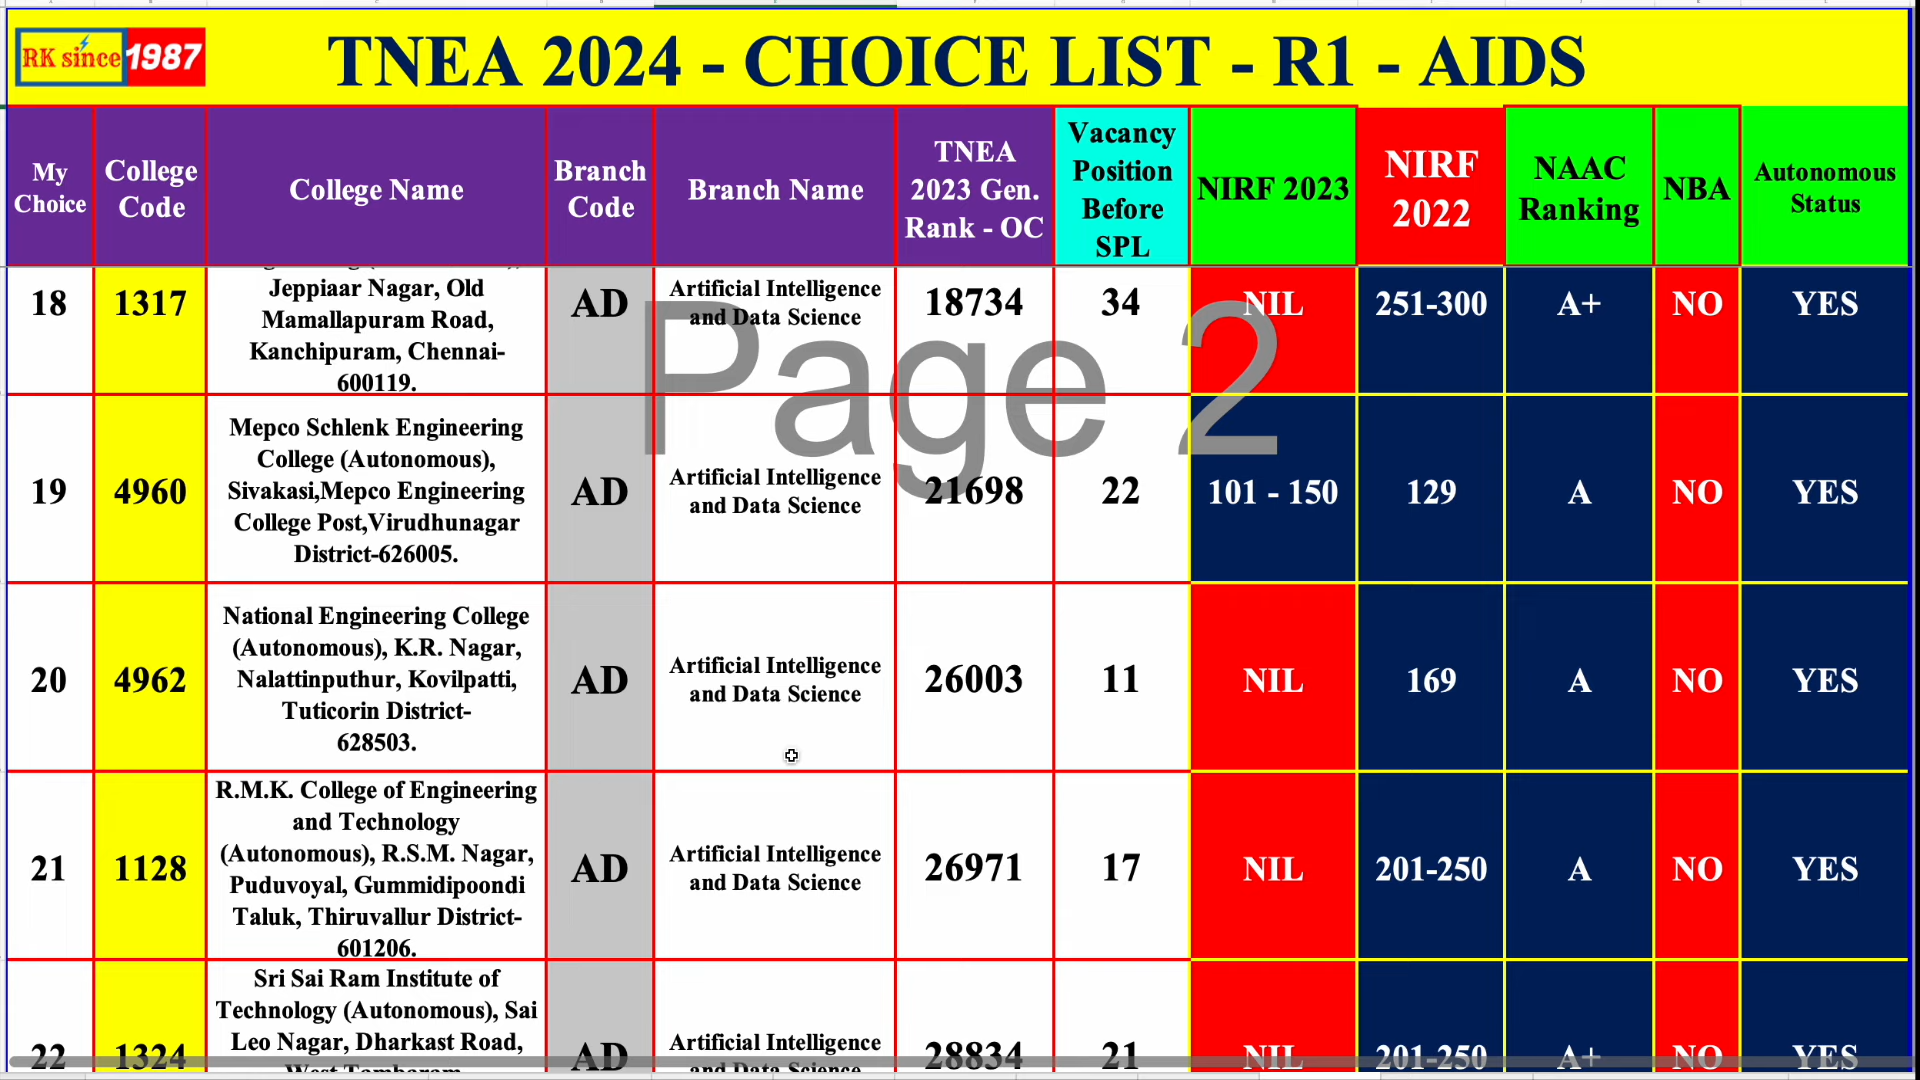 RK since 1987
TNEA 2024 - CHOICE LIST - R1 - AIDS
My
Choice
College
Code
College Name
Branch
Code
Branch Name
TNEA
2023 Gen.
Rank - OC
Vacancy
Position
Before
SPL
NIRF 2023
NIRF
2022
NAAC
Ranking
NBA
Autonomous
Status
Page 2
18
1317
Jeppiaar Nagar, Old
Mamallapuram Road,
Kanchipuram, Chennai-
600119.
AD
Artificial Intelligence
and Data Science
18734
34
NIL
251-300
A+
NO
YES
19
4960
Mepco Schlenk Engineering
College (Autonomous),
Sivakasi,Mepco Engineering
College Post,Virudhunagar
District-626005.
AD
Artificial Intelligence
and Data Science
21698
22
101 - 150
129
A
NO
YES
20
4962
National Engineering College
(Autonomous), K.R. Nagar,
Nalattinputhur, Kovilpatti,
Tuticorin District-
628503.
AD
Artificial Intelligence
and Data Science
26003
11
NIL
169
A
NO
YES
21
1128
R.M.K. College of Engineering
and Technology
(Autonomous), R.S.M. Nagar,
Puduvoyal, Gummidipoondi
Taluk, Thiruvallur District-
601206.
AD
Artificial Intelligence
and Data Science
26971
17
NIL
201-250
A
NO
YES
22
1324
Sri Sai Ram Institute of
Technology (Autonomous), Sai
Leo Nagar, Dharkast Road,
West Tambaram
AD
Artificial Intelligence
and Data Science
28834
21
NIL
201-250
A+
NO
YES